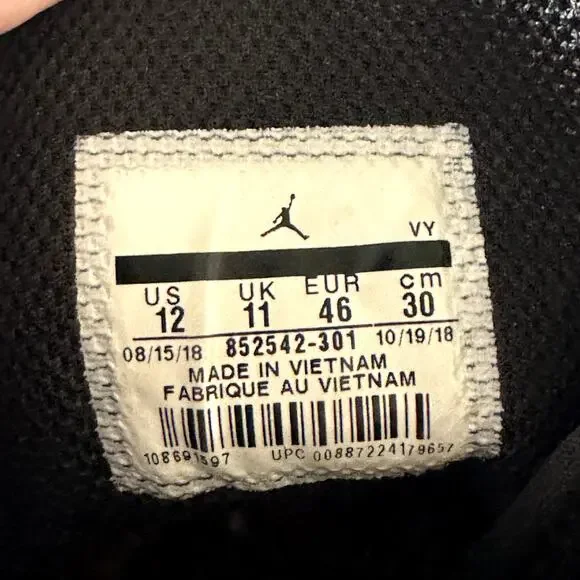 VY
US UK EUR cm
12 11 46 30
08/15/18 852542-301 10/19/18
MADE IN VIETNAM
FABRIQUE AU VIETNAM
108691597 UPC 00887224179657